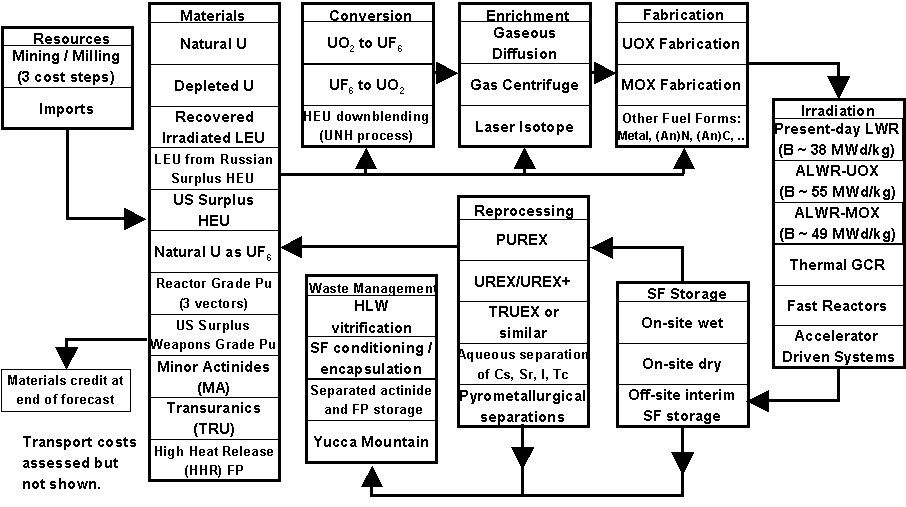 Resources
Mining / Milling
(3 cost steps)
Imports
Materials
Natural U
Depleted U
Recovered
Irradiated LEU
LEU from Russian
Surplus HEU
US Surplus
HEU
Natural U as UF6
Reactor Grade Pu
(3 vectors)
US Surplus
Weapons Grade Pu
Minor Actinides
(MA)
Transuranics
(TRU)
High Heat Release
(HHR) FP
Conversion
UO2 to UF6
UF6 to UO2
HEU downblending
(UNH process)
Enrichment
Gaseous
Diffusion
Gas Centrifuge
Laser Isotope
Fabrication
UOX Fabrication
MOX Fabrication
Other Fuel Forms:
Metal, (An)N, (An)C, ..
Irradiation
Present-day LWR
(B ~ 38 MWd/kg)
ALWR-UOX
(B ~ 55 MWd/kg)
ALWR-MOX
(B ~ 49 MWd/kg)
Thermal GCR
Fast Reactors
Accelerator
Driven Systems
SF Storage
On-site wet
On-site dry
Off-site interim
SF storage
Reprocessing
PUREX
UREX/UREX+
TRUEX or
similar
Aqueous separation
of Cs, Sr, I, Tc
Pyrometallurgical
separations
Waste Management
HLW
vitrification
SF conditioning /
encapsulation
Separated actinide
and FP storage
Yucca Mountain
Materials credit at
end of forecast
Transport costs
assessed but
not shown.